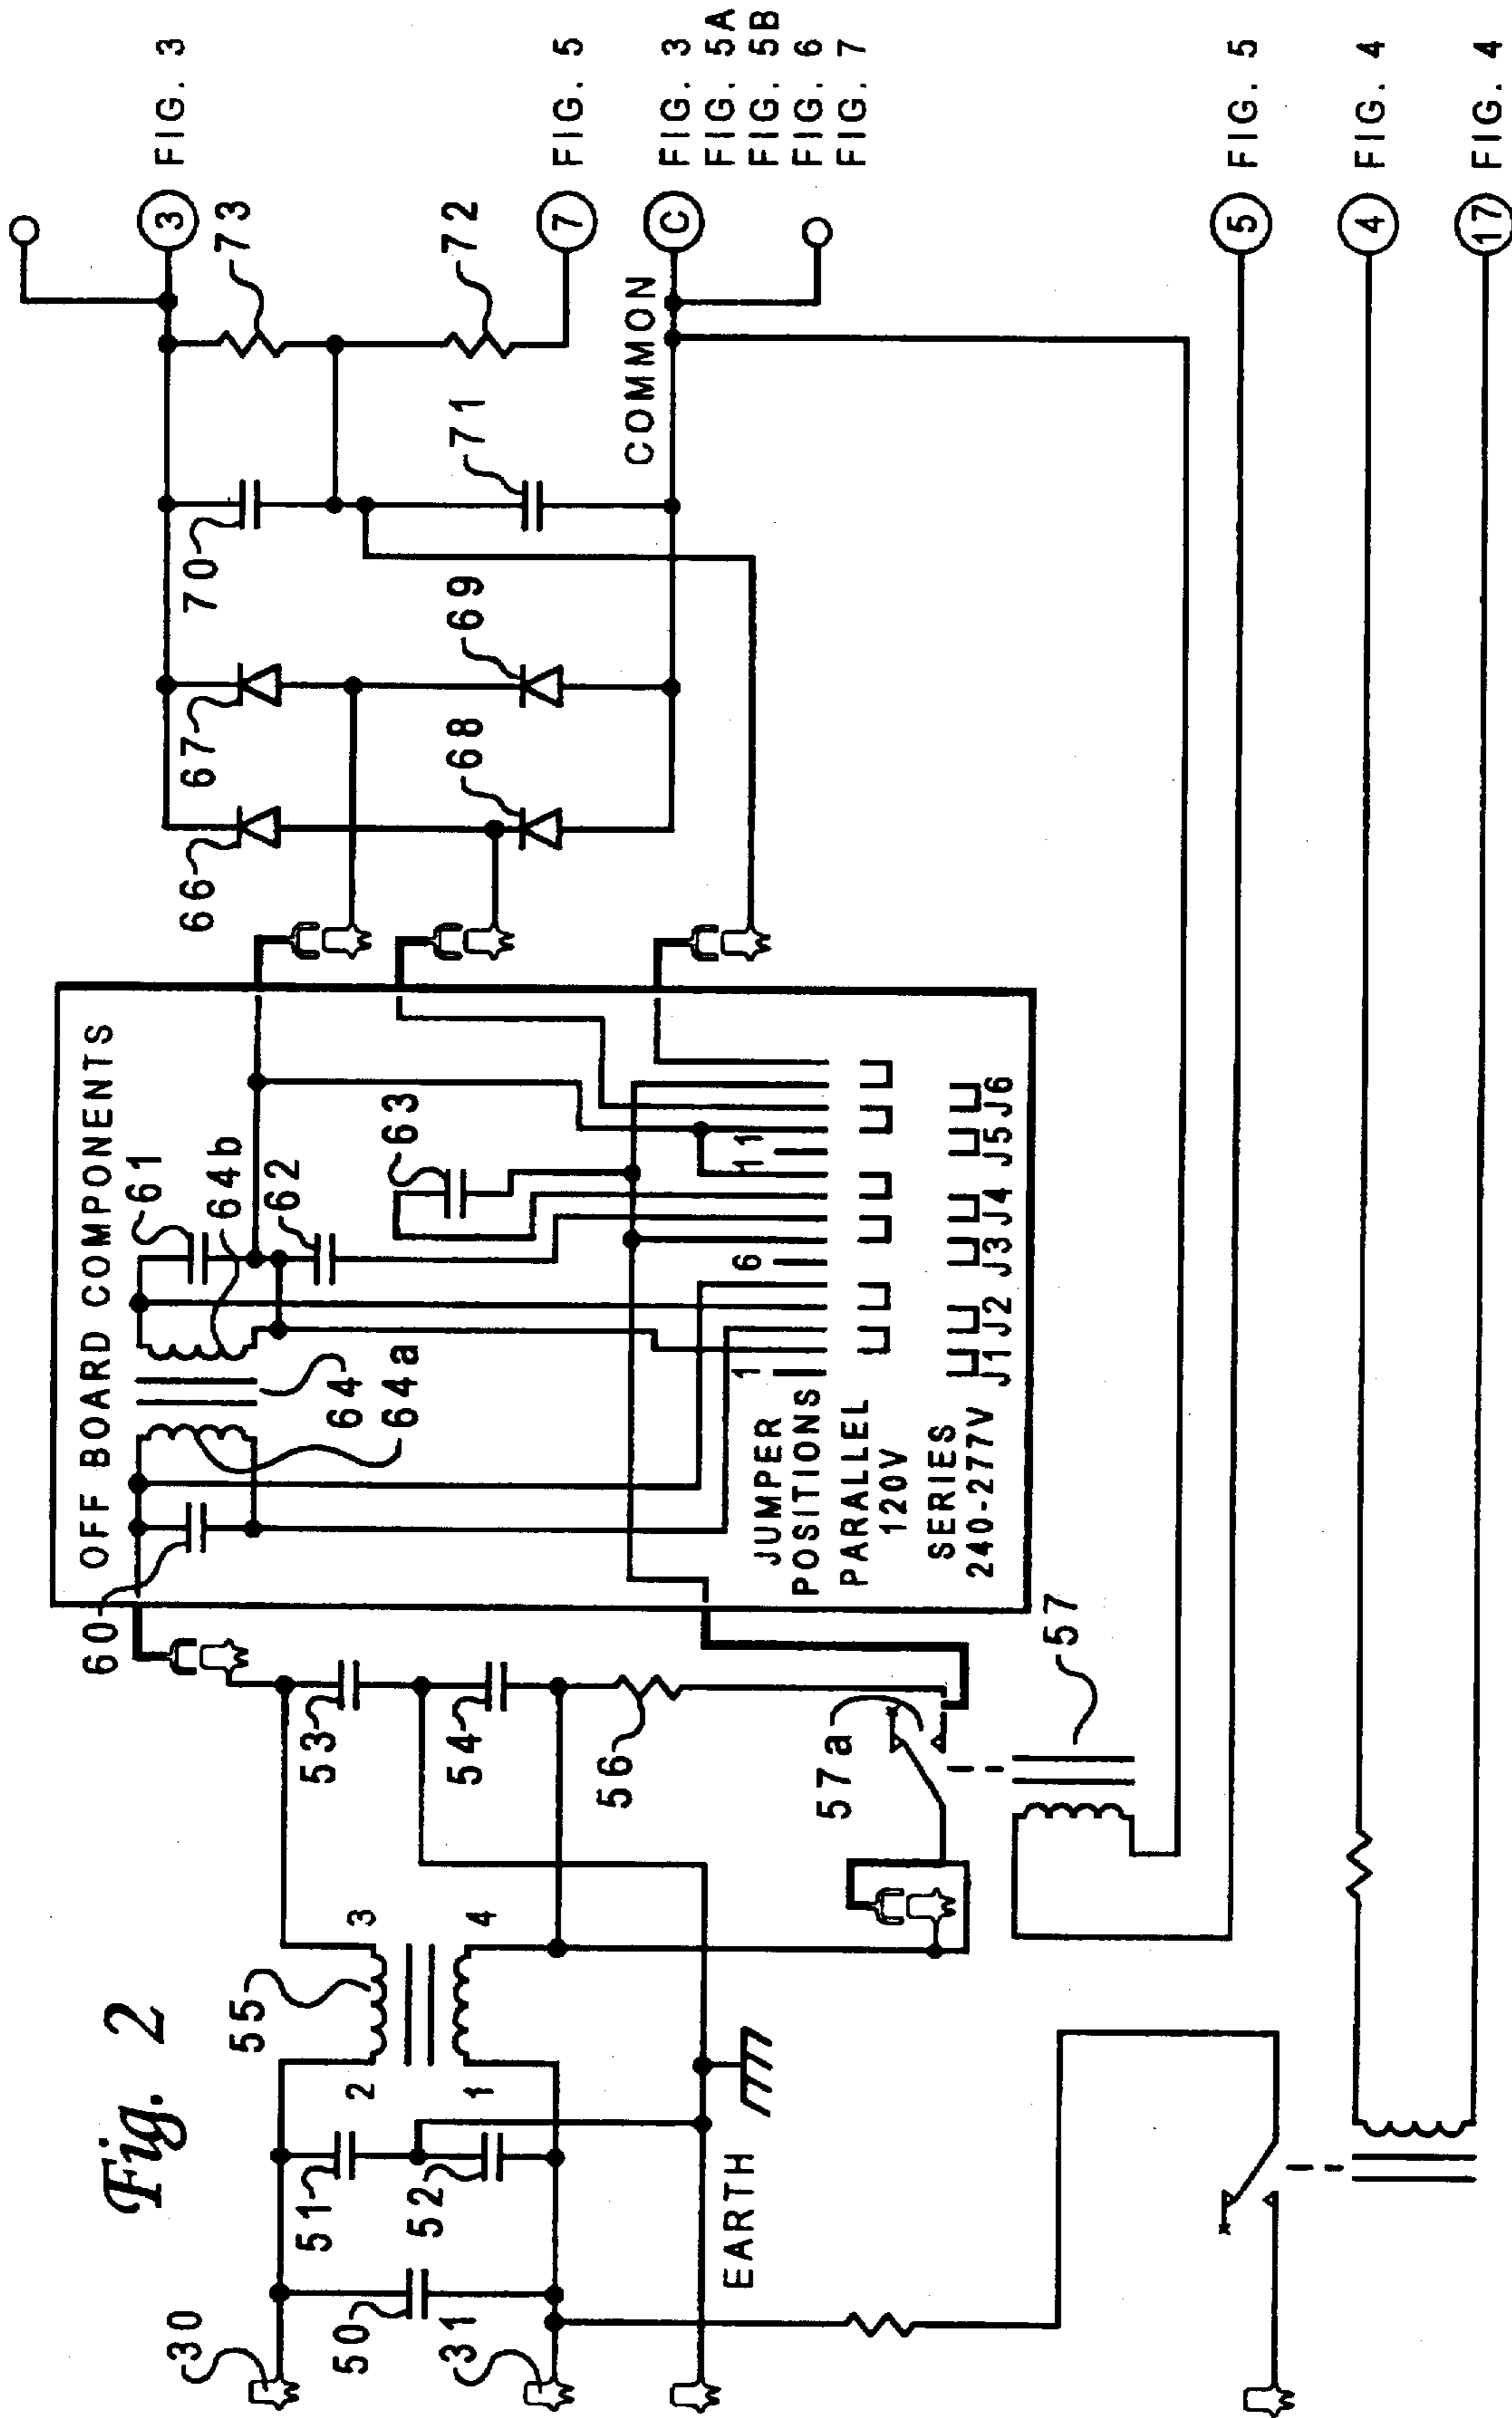 Fig. 2
30
31
50
51
52
EARTH
55
2
3
1
4
53
54
56
57a
57
60
OFF BOARD COMPONENTS
61
64b
62
64
64a
63
1
6
11
JUMPER
POSITIONS
PARALLEL
120V
SERIES
240-277V
J1 J2 J3 J4 J5 J6
66
67
68
69
70
71
73
72
COMMON
3 FIG. 3
7 FIG. 5
C FIG. 3
FIG. 5A
FIG. 5B
FIG. 6
FIG. 7
5 FIG. 5
4 FIG. 4
17 FIG. 4